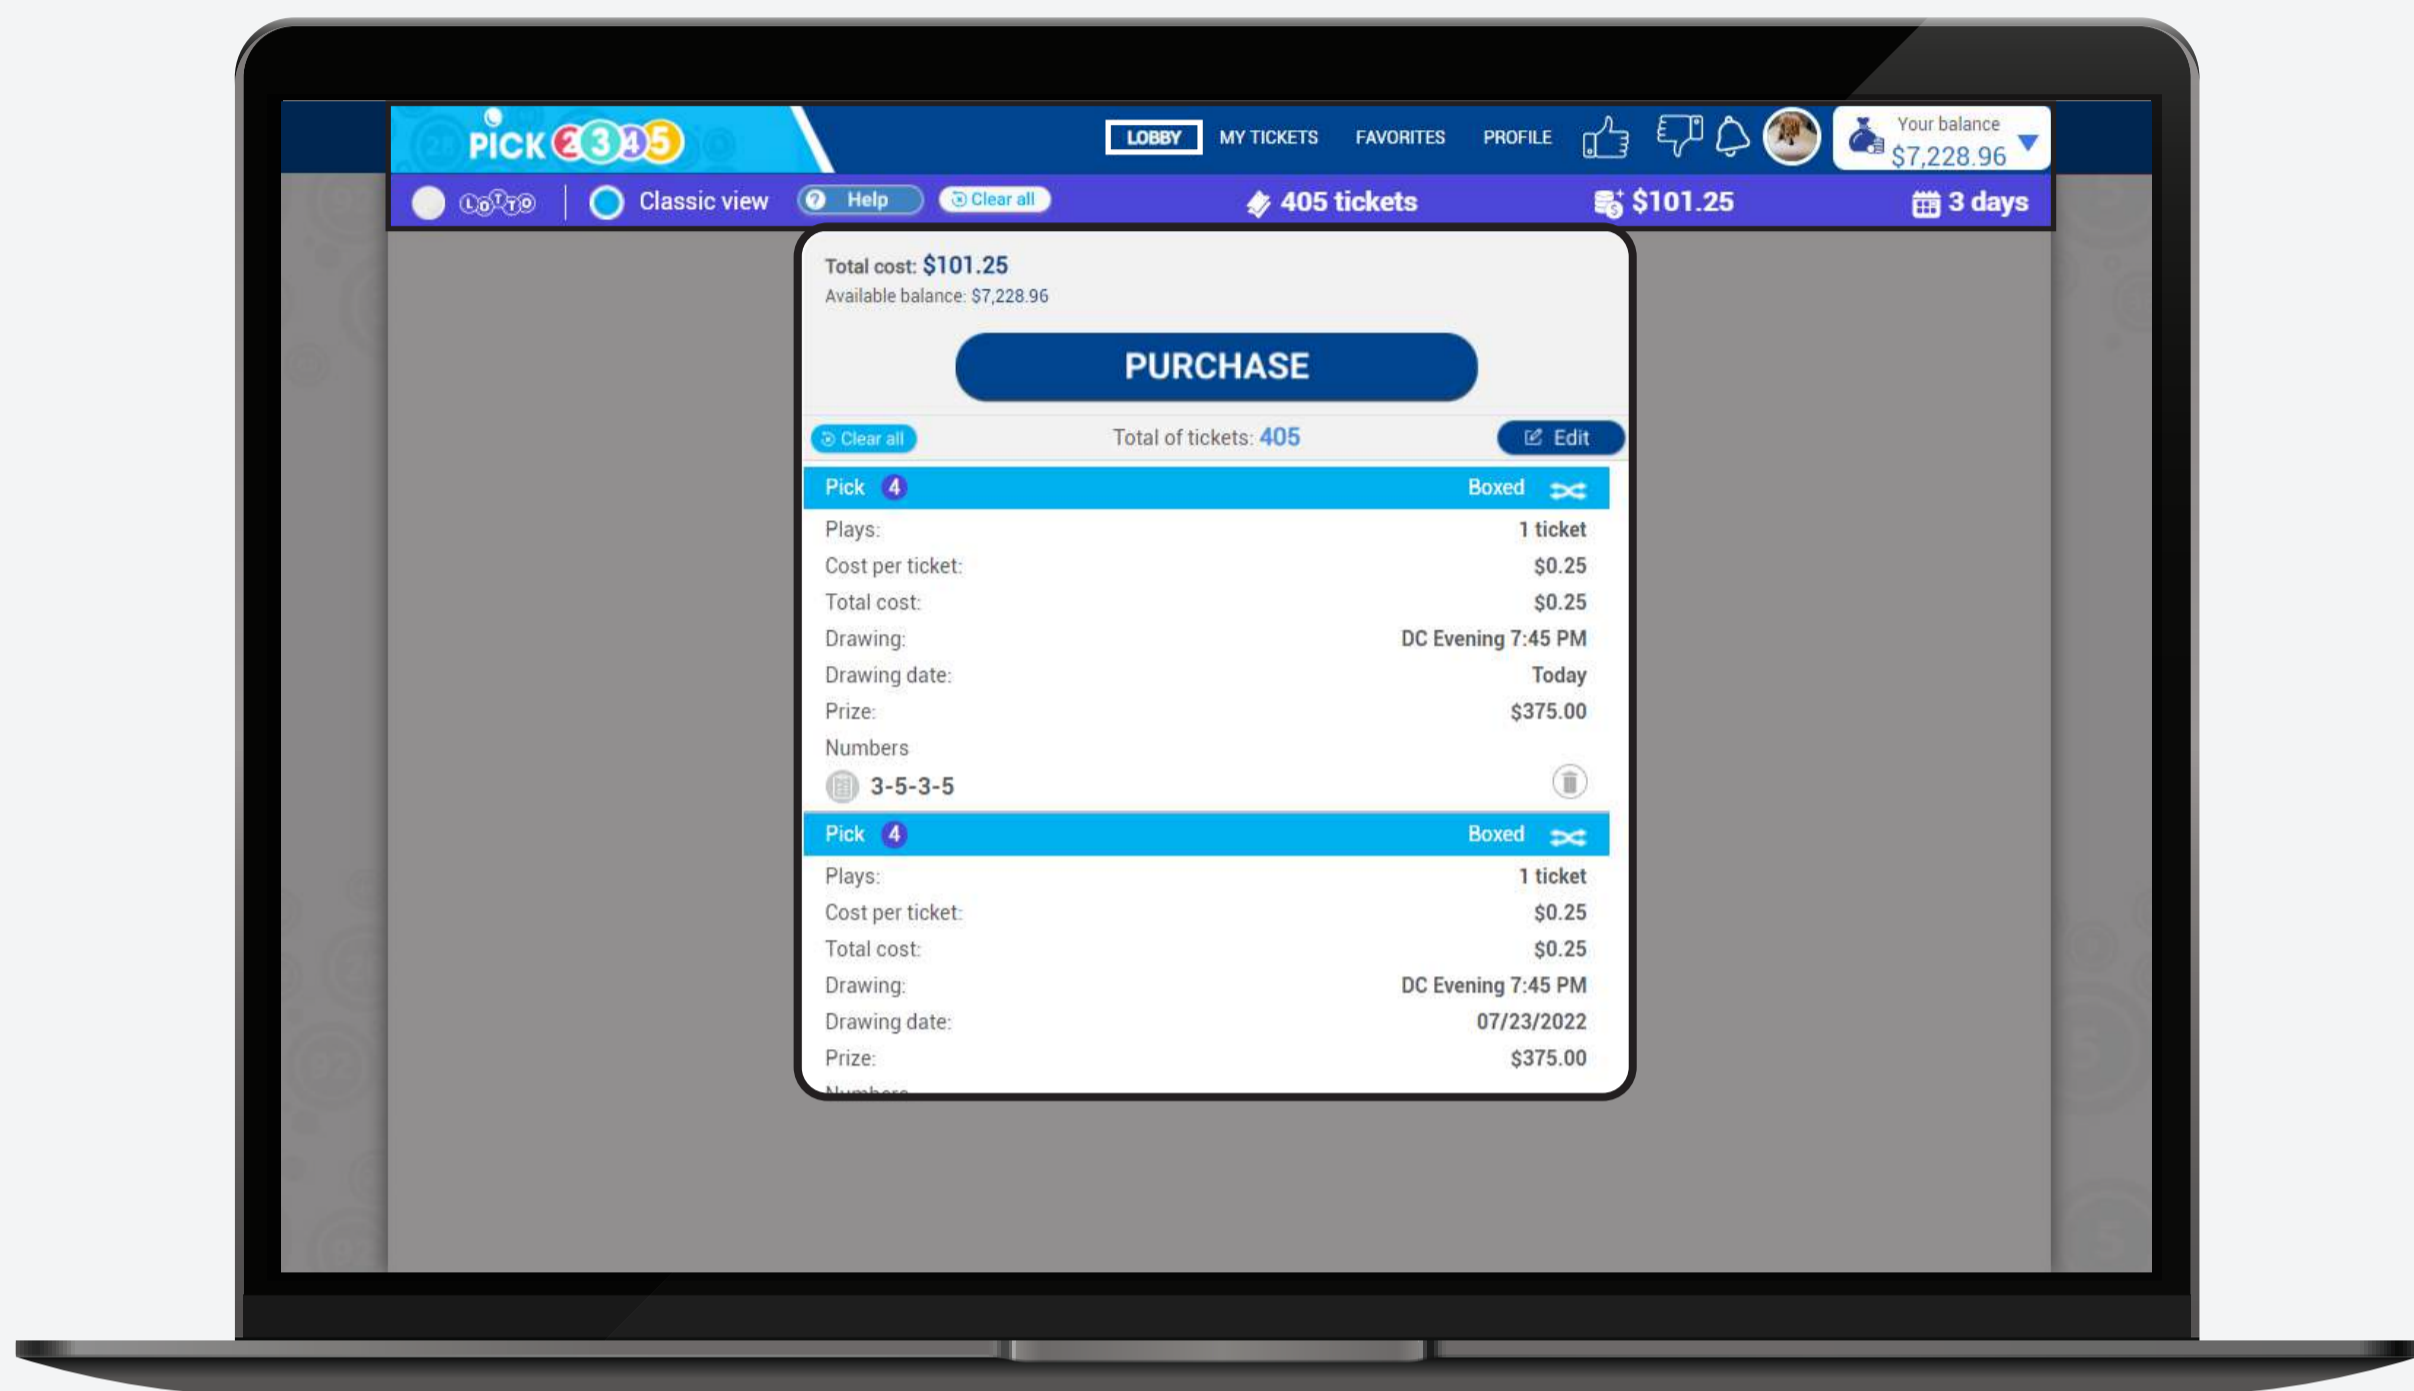 PICK 2345
LOBBY MY TICKETS FAVORITES PROFILE
Your balance
$7,228.96
LOTTO Classic view Help Clear all 405 tickets $101.25 3 days
Total cost: $101.25
Available balance: $7,228.96
PURCHASE
Clear all Total of tickets: 405 Edit
Pick 4 Boxed
Plays: 1 ticket
Cost per ticket: $0.25
Total cost: $0.25
Drawing: DC Evening 7:45 PM
Drawing date: Today
Prize: $375.00
Numbers
3-5-3-5
Pick 4 Boxed
Plays: 1 ticket
Cost per ticket: $0.25
Total cost: $0.25
Drawing: DC Evening 7:45 PM
Drawing date: 07/23/2022
Prize: $375.00
Numbers